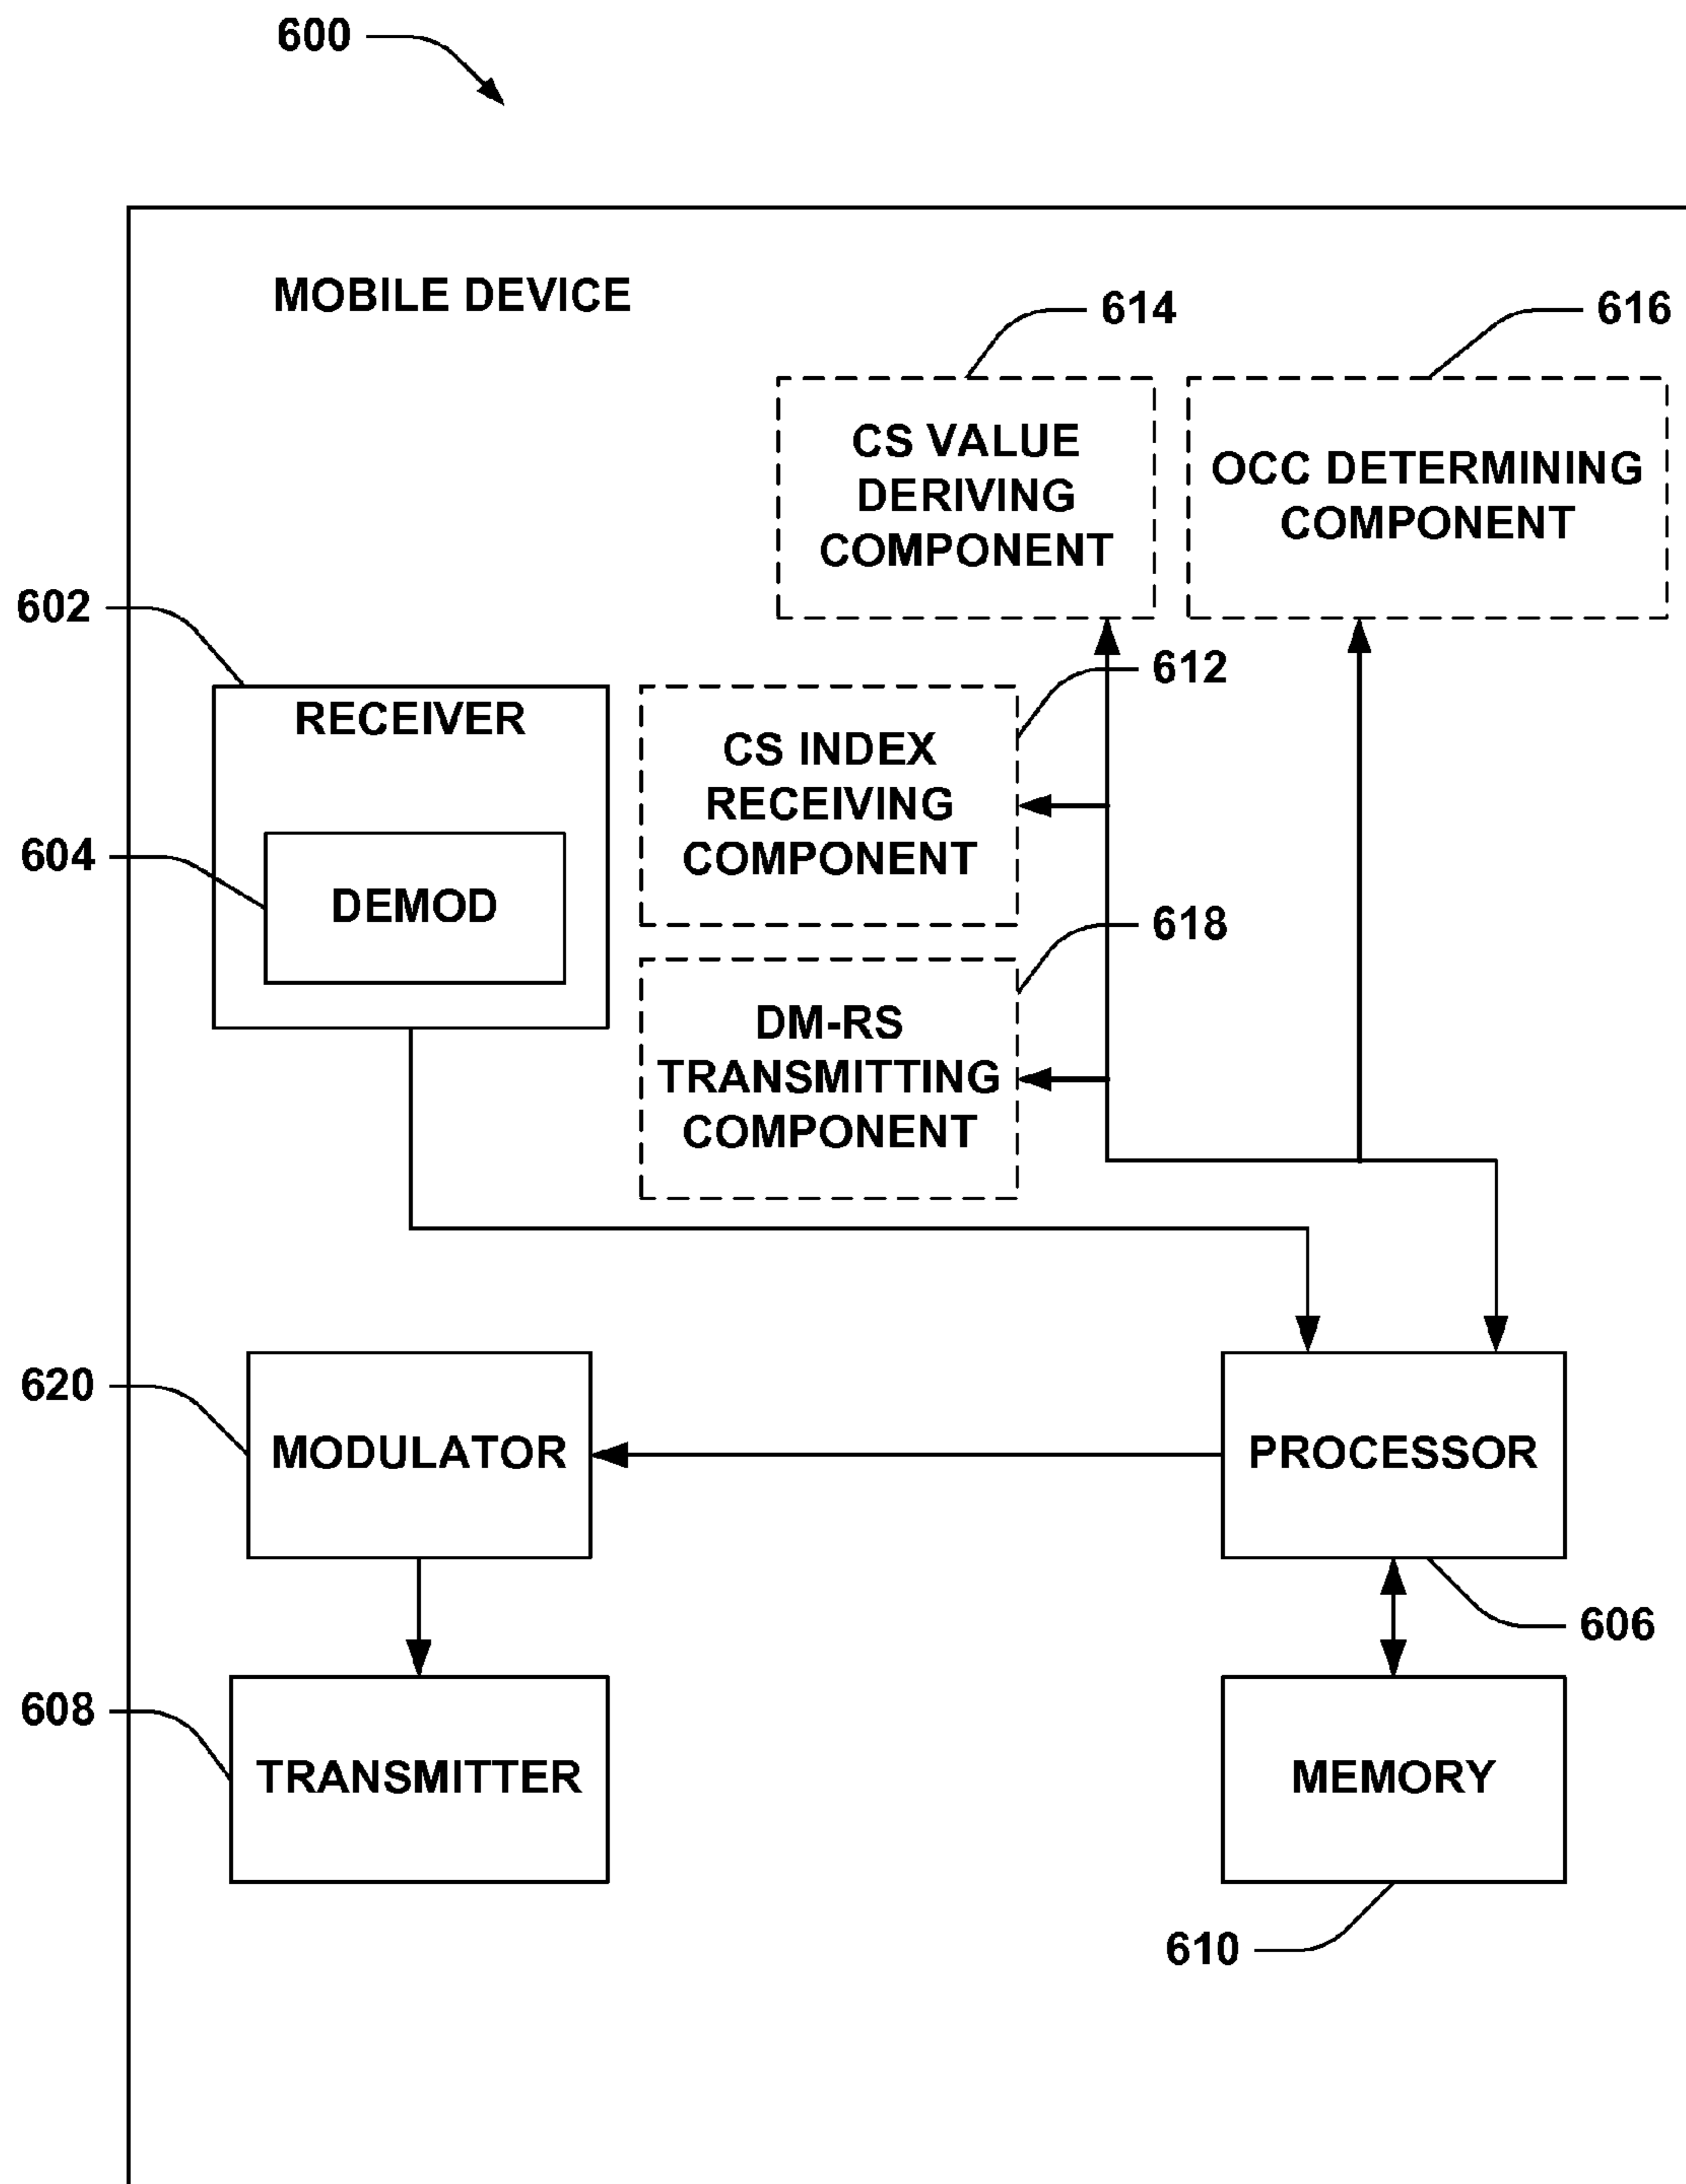 600
MOBILE DEVICE
614
616
CS VALUE
DERIVING
COMPONENT
OCC DETERMINING
COMPONENT
602
612
RECEIVER
CS INDEX
RECEIVING
COMPONENT
604
DEMOD
618
DM-RS
TRANSMITTING
COMPONENT
620
MODULATOR
PROCESSOR
606
608
TRANSMITTER
MEMORY
610